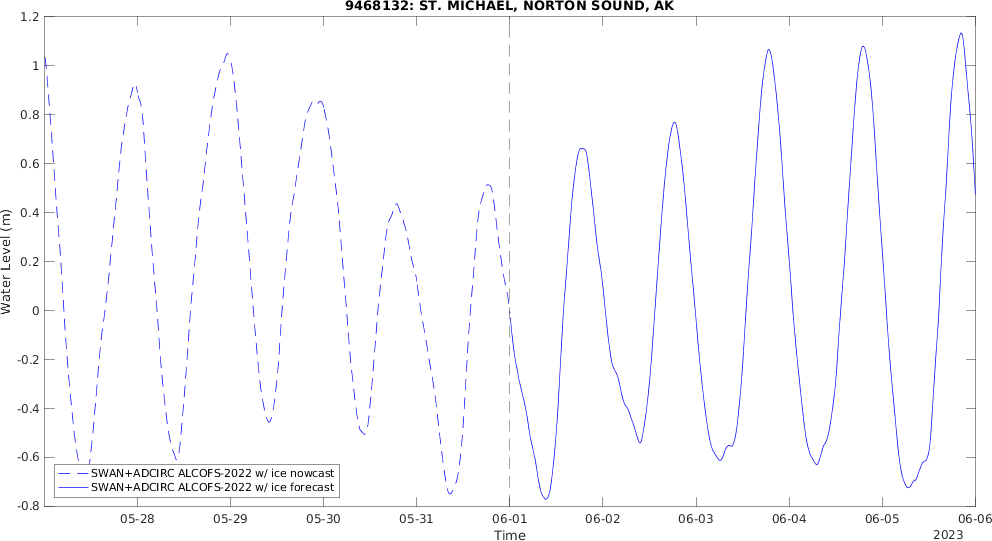 9468132: ST. MICHAEL, NORTON SOUND, AK
1.2
1
0.8
0.6
0.4
0.2
0
-0.2
-0.4
-0.6
-0.8
Water Level (m)
SWAN+ADCIRC ALCOFS-2022 w/ ice nowcast
SWAN+ADCIRC ALCOFS-2022 w/ ice forecast
05-28 05-29 05-30 05-31 06-01 06-02 06-03 06-04 06-05 06-06
Time
2023